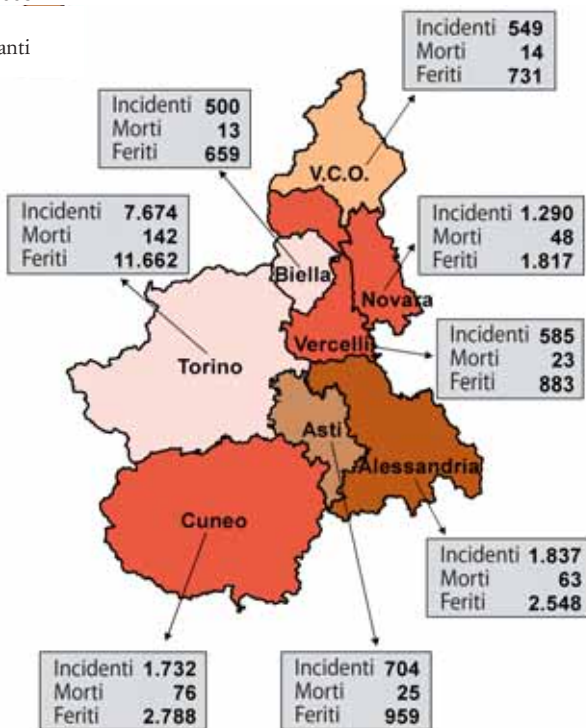 anti
Incidenti 549
Morti 14
Feriti 731
Incidenti 500
Morti 13
Feriti 659
V.C.O.
Incidenti 7.674
Morti 142
Feriti 11.662
Incidenti 1.290
Morti 48
Feriti 1.817
Biella
Novara
Vercelli
Incidenti 585
Morti 23
Feriti 883
Torino
Asti
Alessandria
Cuneo
Incidenti 1.837
Morti 63
Feriti 2.548
Incidenti 1.732
Morti 76
Feriti 2.788
Incidenti 704
Morti 25
Feriti 959